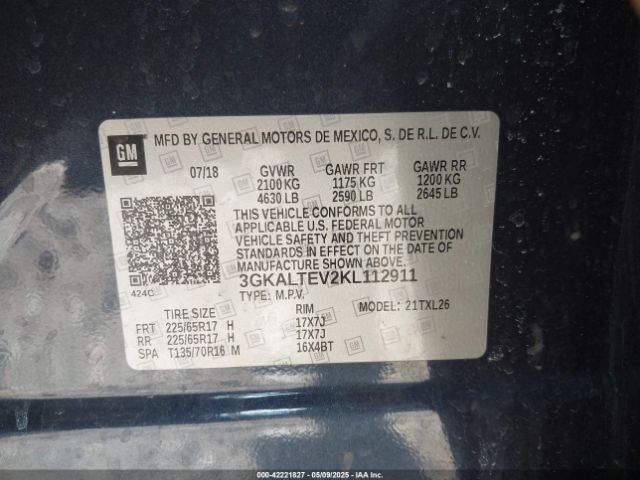 GM
MFD BY GENERAL MOTORS DE MEXICO, S. DE R.L. DE C.V.
07/18 GVWR GAWR FRT GAWR RR
2100 KG 1175 KG 1200 KG
4630 LB 2590 LB 2645 LB
THIS VEHICLE CONFORMS TO ALL
APPLICABLE U.S. FEDERAL MOTOR
VEHICLE SAFETY AND THEFT PREVENTION
STANDARDS IN EFFECT ON THE DATE OF
MANUFACTURE SHOWN ABOVE.
424C 3GKALTEV2KL112911
TYPE: M.P.V. MODEL: 21TXL26
TIRE SIZE RIM
FRT 225/65R17 H 17X7J
RR 225/65R17 H 17X7J
SPA T135/70R16 M 16X4BT
000-42221827 - 05/09/2025 - IAAI.COM